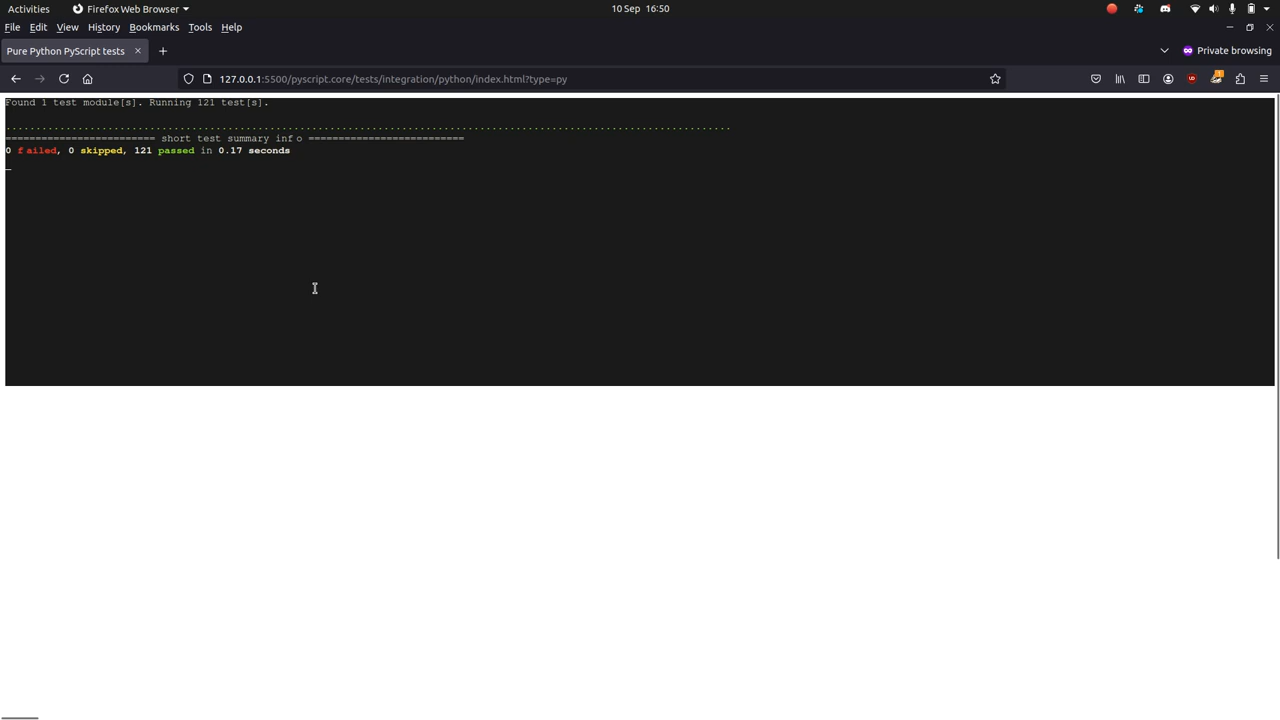 Activities Firefox Web Browser 10 Sep 16:50
File Edit View History Bookmarks Tools Help
Pure Python PyScript tests Private browsing
127.0.0.1:5500/pyscript.core/tests/integration/python/index.html?type=py
Found 1 test module[s]. Running 121 test[s].
.........................................................................................................................
========================= short test summary info ==========================
0 failed, 0 skipped, 121 passed in 0.17 seconds